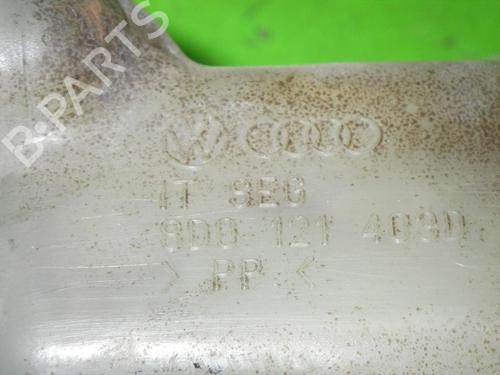 B-PARTS
IT SEG
8D0 121 403D
> PP <